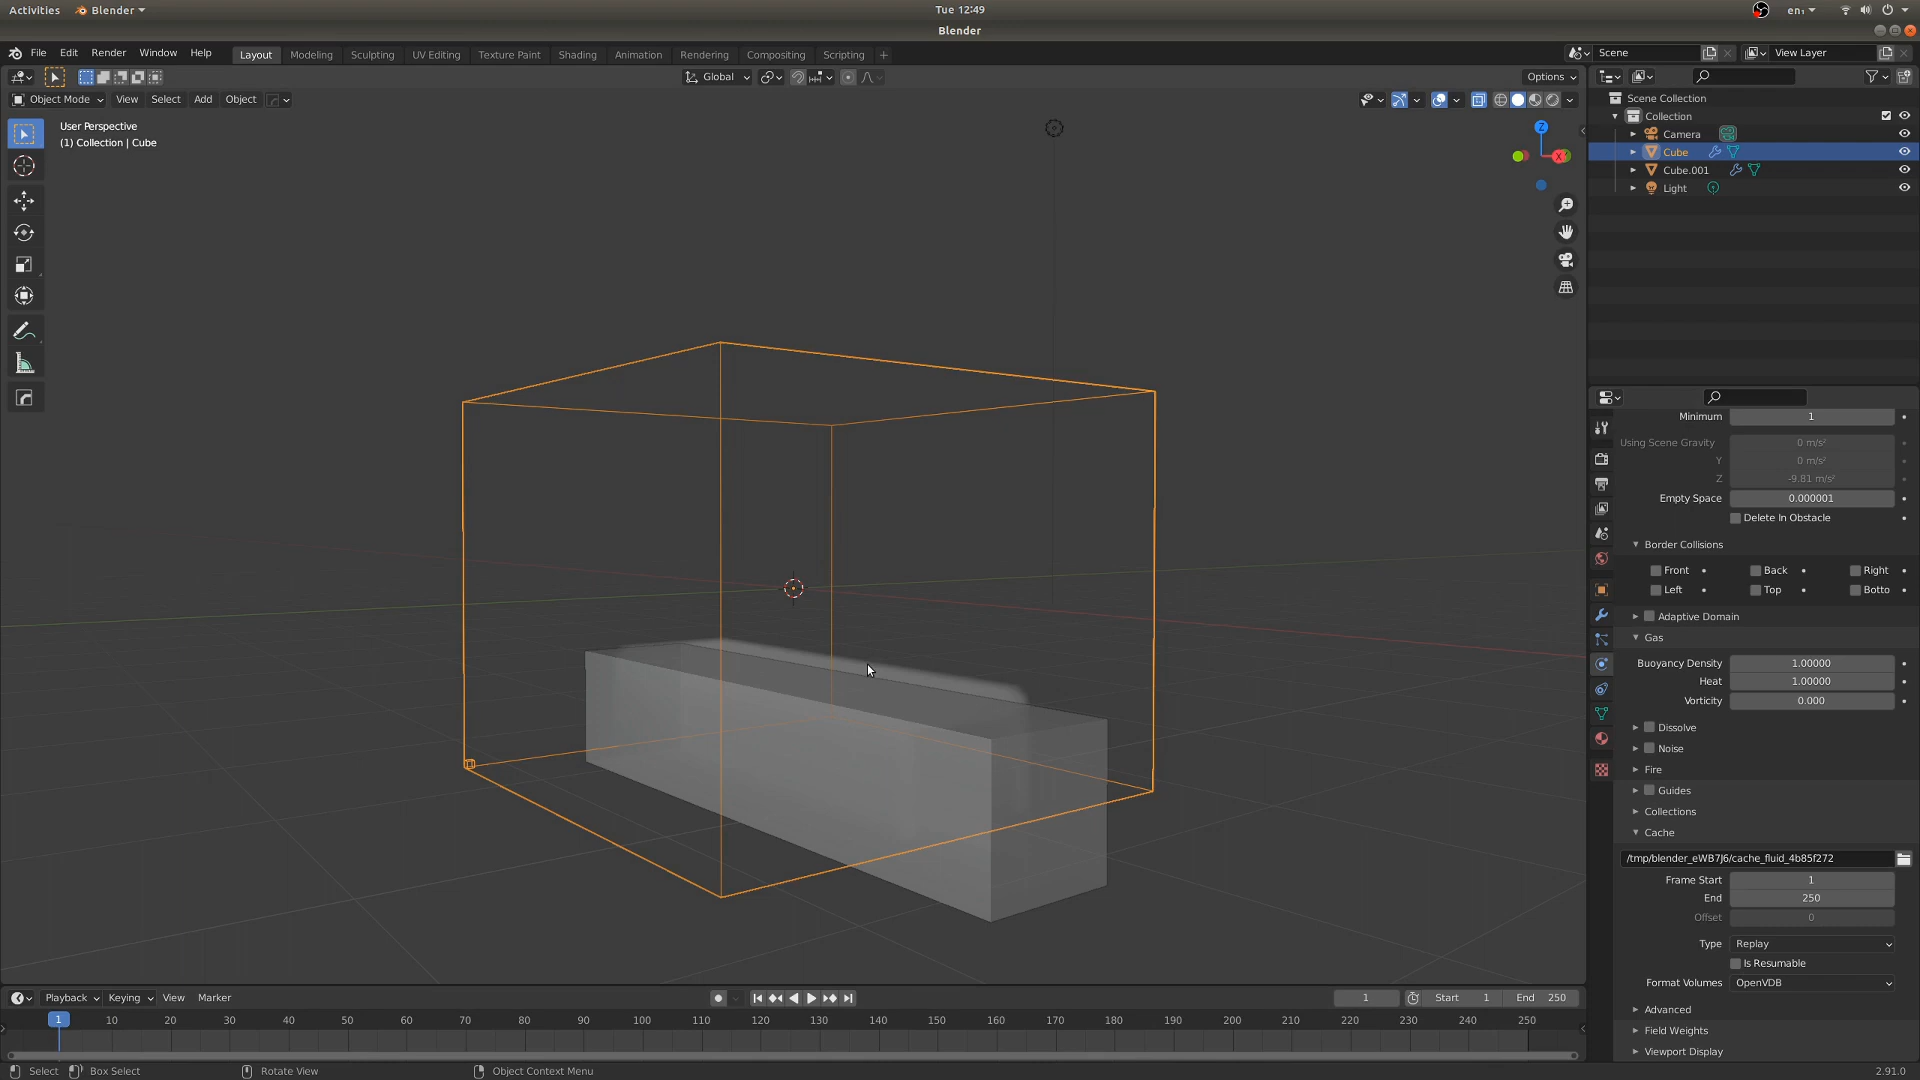 Activities Blender Tue 12:49 en₁
Blender
File Edit Render Window Help Layout Modeling Sculpting UV Editing Texture Paint Shading Animation Rendering Compositing Scripting + Scene View Layer
Global Options
Object Mode View Select Add Object
User Perspective
(1) Collection | Cube
Z
X
Scene Collection
Collection
Camera
Cube
Cube.001
Light
Minimum 1
Using Scene Gravity 0 m/s²
Y 0 m/s²
Z -9.81 m/s²
Empty Space 0.000001
Delete In Obstacle
Border Collisions
Front Back Right
Left Top Botto
Adaptive Domain
Gas
Buoyancy Density 1.00000
Heat 1.00000
Vorticity 0.000
Dissolve
Noise
Fire
Guides
Collections
Cache
/tmp/blender_eWB7J6/cache_fluid_4b85f272
Frame Start 1
End 250
Offset 0
Type Replay
Is Resumable
Format Volumes OpenVDB
Advanced
Field Weights
Viewport Display
Playback Keying View Marker 1 Start 1 End 250
1 10 20 30 40 50 60 70 80 90 100 110 120 130 140 150 160 170 180 190 200 210 220 230 240 250
Select Box Select Rotate View Object Context Menu 2.91.0